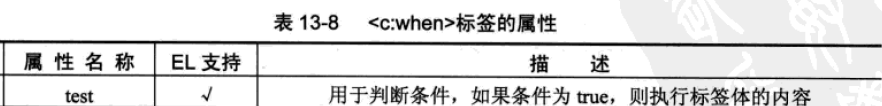 表 13-8 <c:when>标签的属性
属 性 名 称 EL 支持 描 述
test √ 用于判断条件，如果条件为 true，则执行标签体的内容